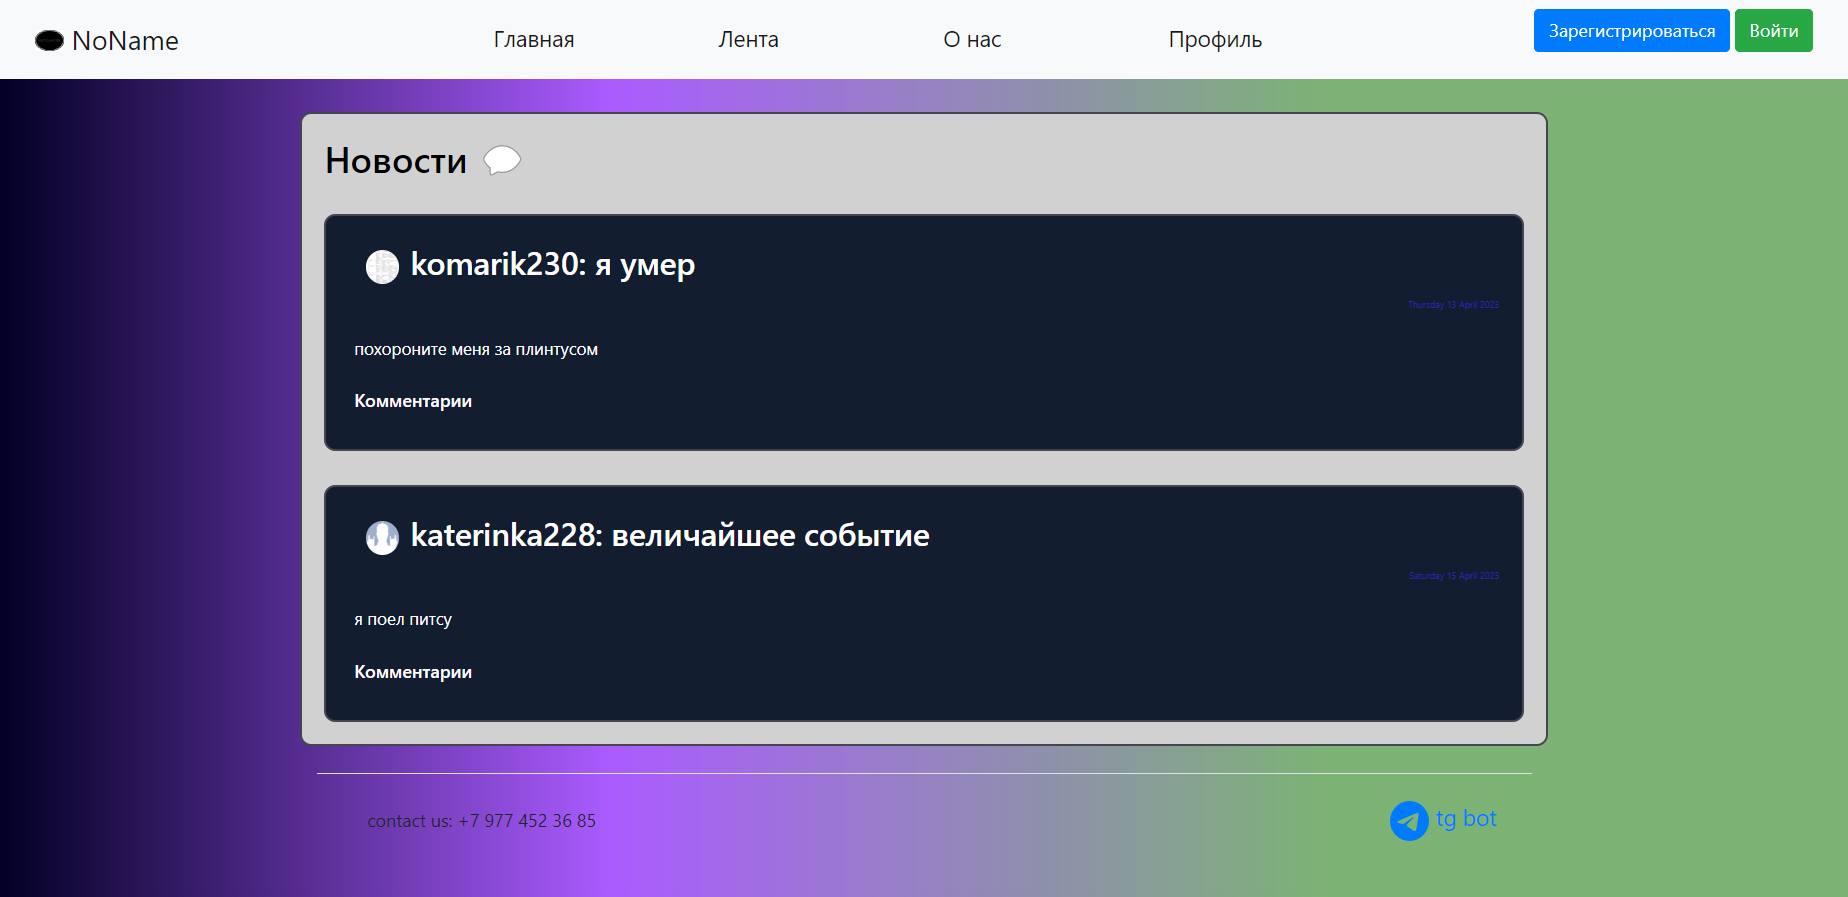 NoName
Главная
Лента
О нас
Профиль
Зарегистрироваться
Войти
Новости
komarik230: я умер
Thursday 13 April 2023
похороните меня за плинтусом
Комментарии
katerinka228: величайшее событие
Saturday 15 April 2023
я поел питсу
Комментарии
contact us: +7 977 452 36 85
tg bot